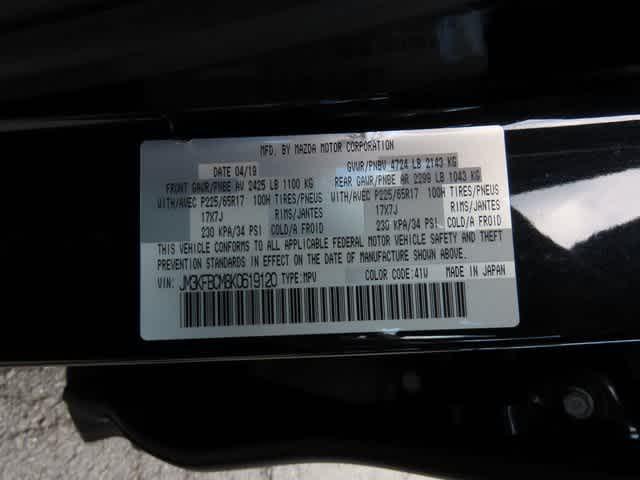 MFD. BY MAZDA MOTOR CORPORATION
DATE 04/19 GVWR/PNBV 4724 LB 2143 KG
FRONT GAWR/PNBE AV 2425 LB 1100 KG REAR GAWR/PNBE AR 2299 LB 1043 KG
WITH/AVEC P225/65R17 100H TIRES/PNEUS WITH/AVEC P225/65R17 100H TIRES/PNEUS
17X7J RIMS/JANTES 17X7J RIMS/JANTES
230 KPA/34 PSI COLD/A FROID 230 KPA/34 PSI COLD/A FROID
THIS VEHICLE CONFORMS TO ALL APPLICABLE FEDERAL MOTOR VEHICLE SAFETY AND THEFT
PREVENTION STANDARDS IN EFFECT ON THE DATE OF MANUFACTURE SHOWN ABOVE.
VIN: JM3KFBCM8K0619120 TYPE: MPV COLOR CODE: 41W MADE IN JAPAN